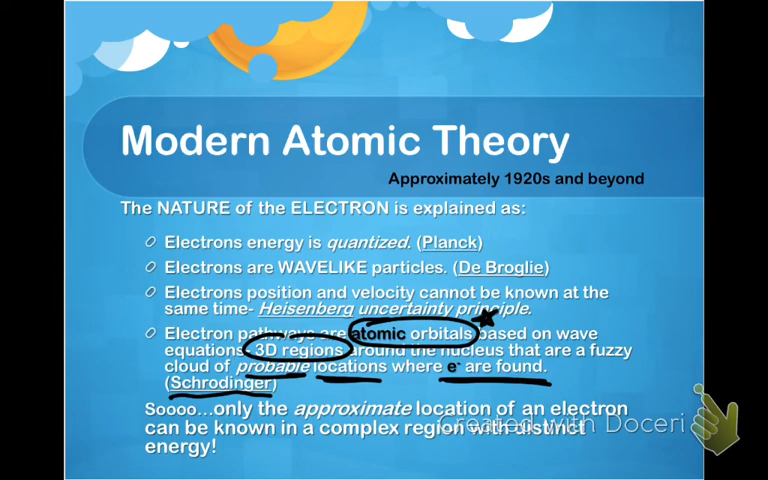 Modern Atomic Theory
Approximately 1920s and beyond
The NATURE of the ELECTRON is explained as:
Electrons energy is quantized. (Planck)
Electrons are WAVELIKE particles. (De Broglie)
Electrons position and velocity cannot be known at the
same time- Heisenberg uncertainty principle.
Electron pathways are atomic orbitals based on wave
equations- 3D regions around the nucleus that are a fuzzy
cloud of probable locations where e- are found.
(Schrodinger)
Soooo...only the approximate location of an electron
can be known in a complex region with distinct
energy!
Created with Doceri